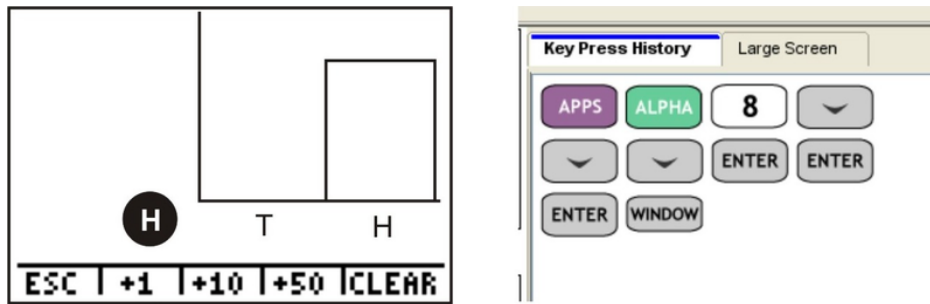 H
T H
ESC +1 +10 +50 CLEAR
Key Press History Large Screen
APPS ALPHA 8
ENTER ENTER
ENTER WINDOW